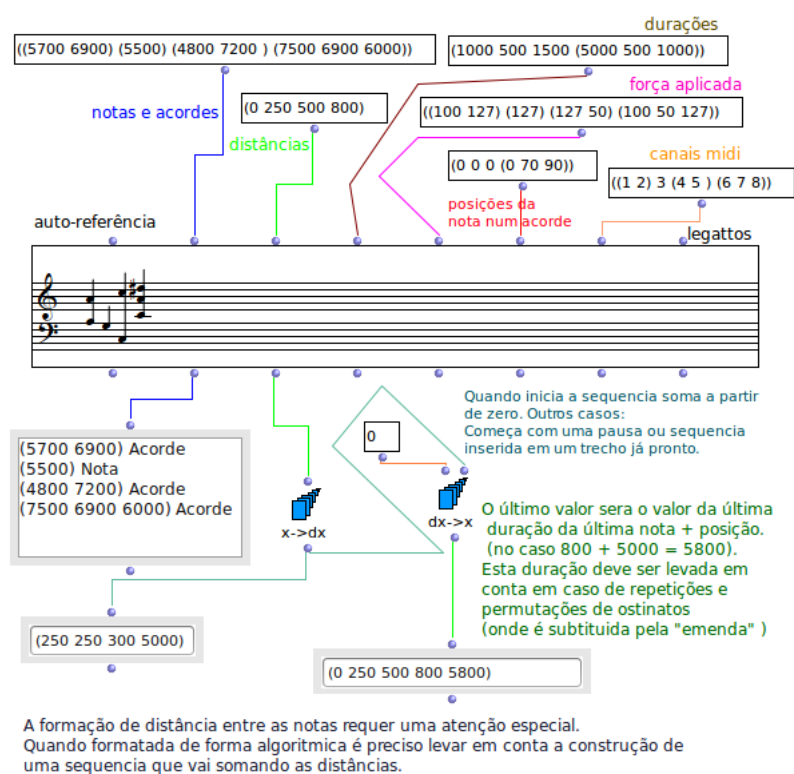 durações
((5700 6900) (5500) (4800 7200 ) (7500 6900 6000))
(1000 500 1500 (5000 500 1000))
força aplicada
notas e acordes
(0 250 500 800)
((100 127) (127) (127 50) (100 50 127))
distâncias
canais midi
(0 0 0 (0 70 90))
((1 2) 3 (4 5 ) (6 7 8))
posições da
nota num acorde
auto-referência
legattos
Quando inicia a sequencia soma a partir
de zero. Outros casos:
Começa com uma pausa ou sequencia
inserida em um trecho já pronto.
0
(5700 6900) Acorde
(5500) Nota
(4800 7200) Acorde
(7500 6900 6000) Acorde
x->dx
dx->x
O último valor sera o valor da última
duração da última nota + posição.
(no caso 800 + 5000 = 5800).
Esta duração deve ser levada em
conta em caso de repetições e
permutações de ostinatos
(onde é subtituida pela "emenda" )
(250 250 300 5000)
(0 250 500 800 5800)
A formação de distância entre as notas requer uma atenção especial.
Quando formatada de forma algoritmica é preciso levar em conta a construção de
uma sequencia que vai somando as distâncias.